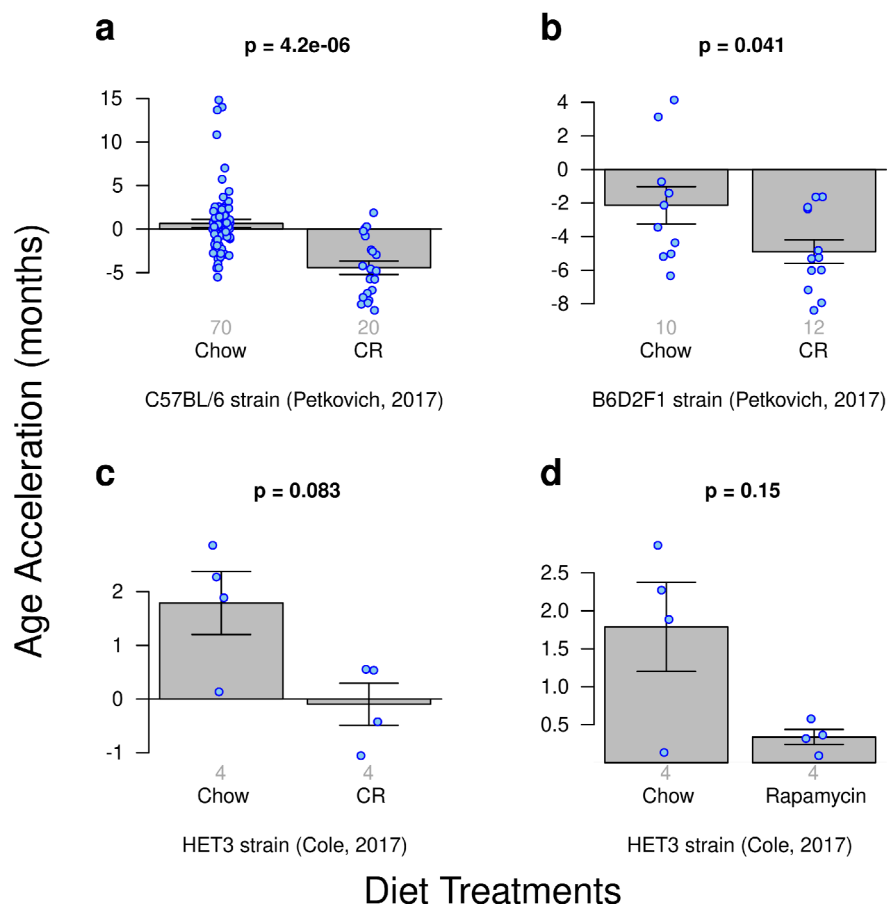 a
p = 4.2e-06
15
10
5
0
-5
70
20
Chow
CR
C57BL/6 strain (Petkovich, 2017)
b
p = 0.041
4
2
0
-2
-4
-6
-8
10
12
Chow
CR
B6D2F1 strain (Petkovich, 2017)
Age Acceleration (months)
c
p = 0.083
2
1
0
-1
4
4
Chow
CR
HET3 strain (Cole, 2017)
d
p = 0.15
2.5
2.0
1.5
1.0
0.5
4
4
Chow
Rapamycin
HET3 strain (Cole, 2017)
Diet Treatments